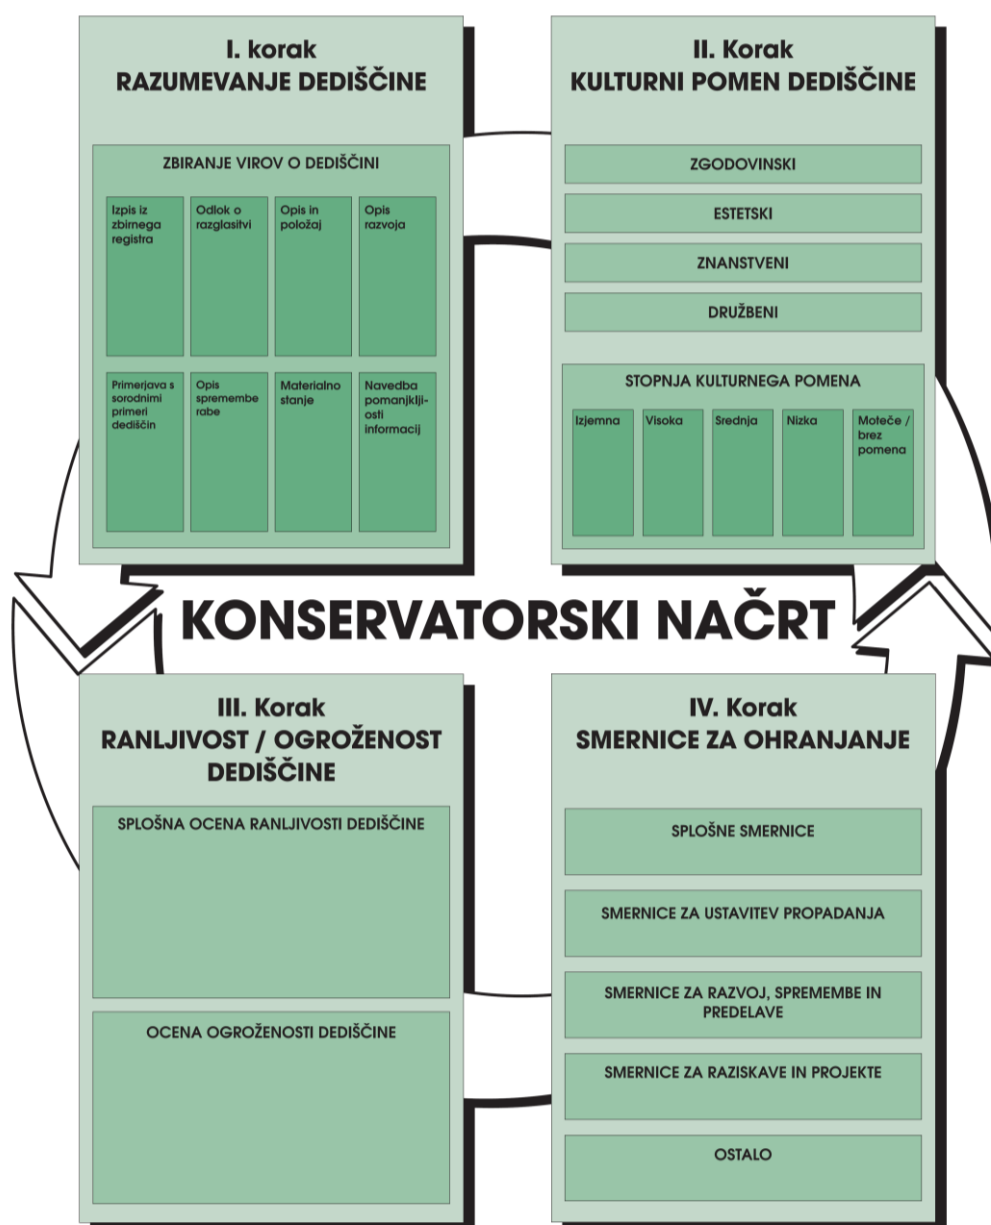 I. korak
RAZUMEVANJE DEDIŠČINE
ZBIRANJE VIROV O DEDIŠČINI
Izpis iz
zbirnega
registra
Odlok o
razglasitvi
Opis in
položaj
Opis
razvoja
Primerjava s
sorodnimi
primeri
dediščin
Opis
spremembe
rabe
Materialno
stanje
Navedba
pomanjklji-
osti
informacij
II. Korak
KULTURNI POMEN DEDIŠČINE
ZGODOVINSKI
ESTETSKI
ZNANSTVENI
DRUŽBENI
STOPNJA KULTURNEGA POMENA
Izjemna
Visoka
Srednja
Nizka
Moteče /
brez
pomena
KONSERVATORSKI NAČRT
III. Korak
RANLJIVOST / OGROŽENOST
DEDIŠČINE
SPLOŠNA OCENA RANLJIVOSTI DEDIŠČINE
OCENA OGROŽENOSTI DEDIŠČINE
IV. Korak
SMERNICE ZA OHRANJANJE
SPLOŠNE SMERNICE
SMERNICE ZA USTAVITEV PROPADANJA
SMERNICE ZA RAZVOJ, SPREMEMBE IN
PREDELAVE
SMERNICE ZA RAZISKAVE IN PROJEKTE
OSTALO